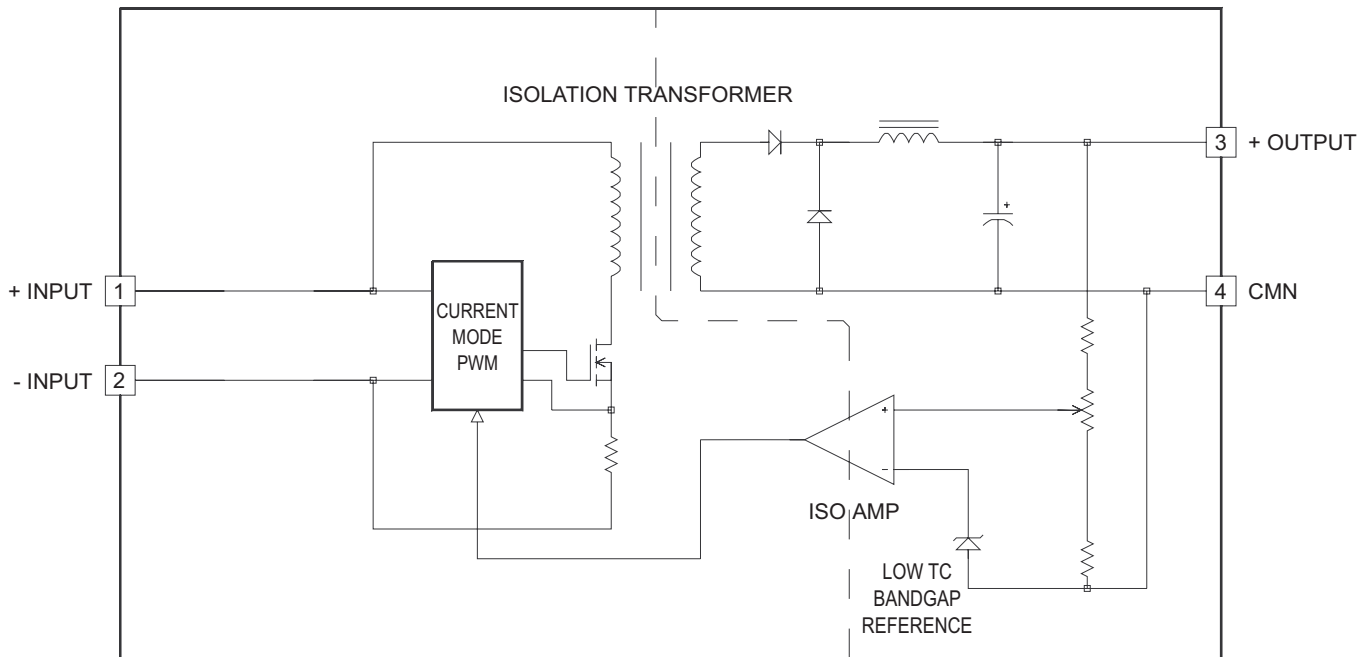 ISOLATION TRANSFORMER
3 + OUTPUT
+
+ INPUT 1
4 CMN
CURRENT
MODE
PWM
- INPUT 2
+
-
ISO AMP
LOW TC
BANDGAP
REFERENCE